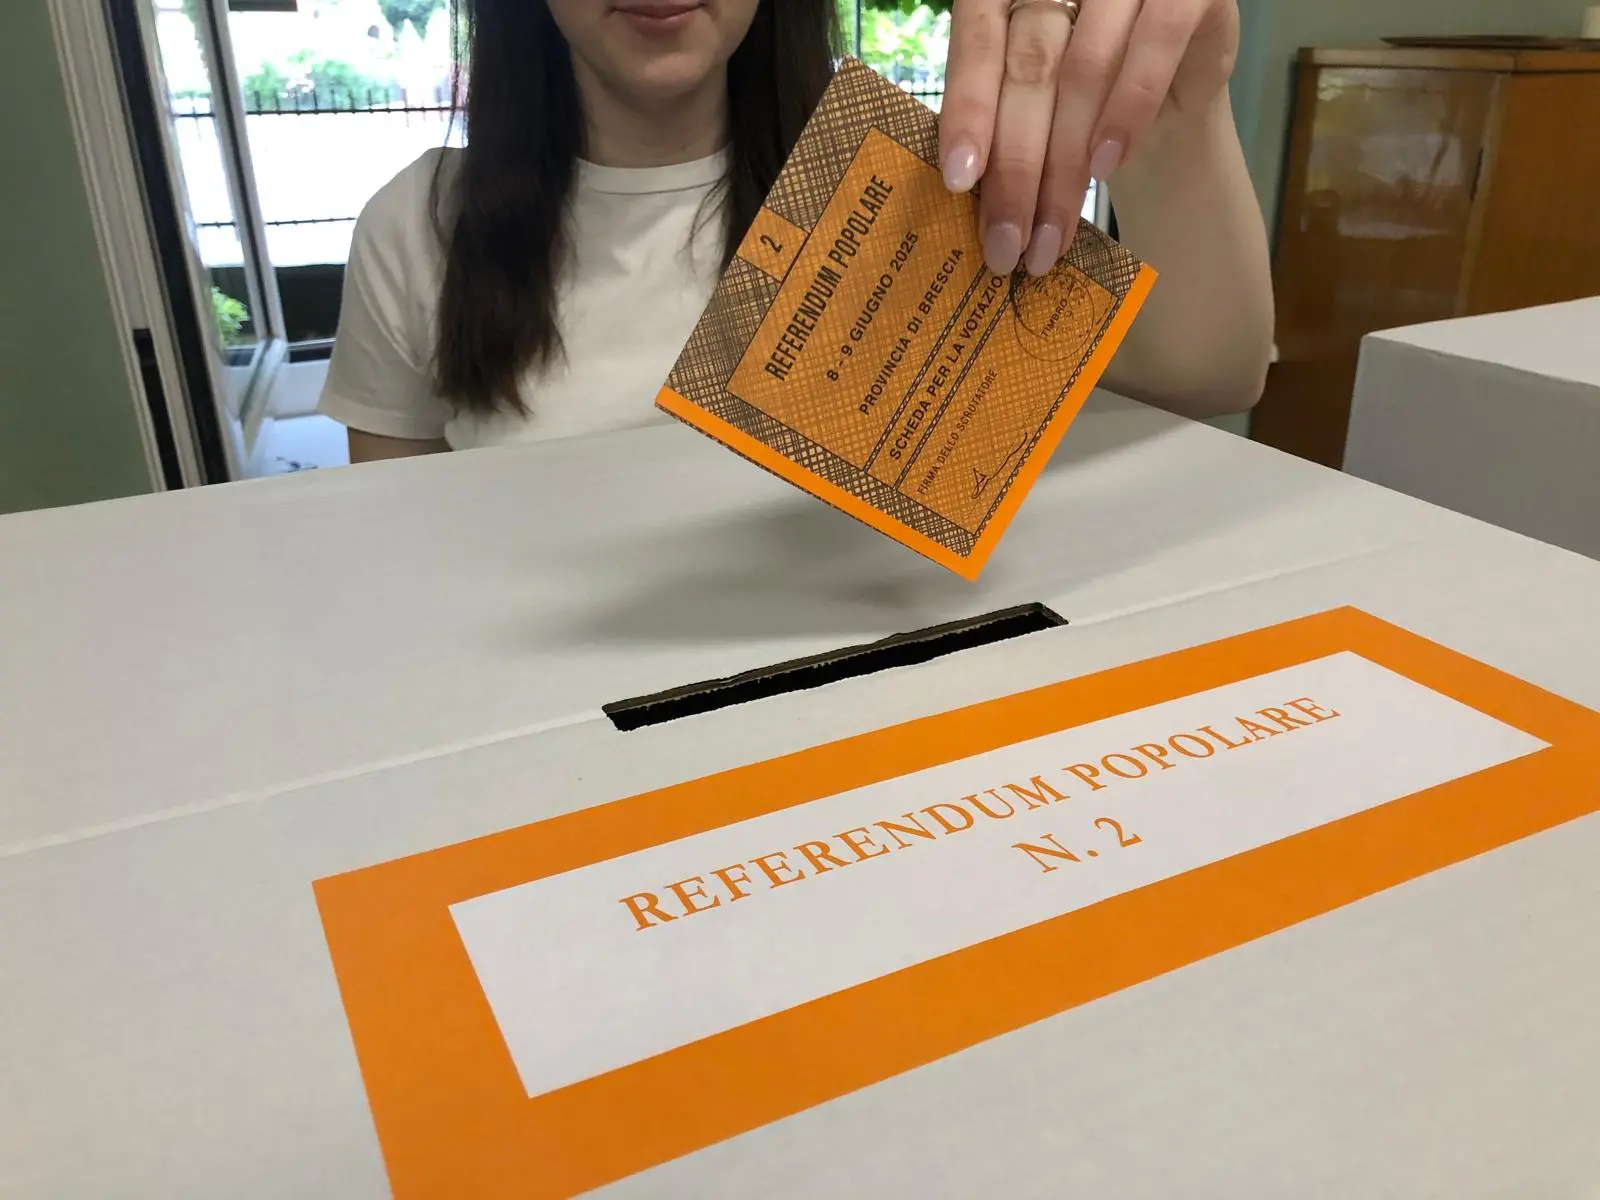 2
REFERENDUM POPOLARE
8 - 9 GIUGNO 2025
PROVINCIA DI BRESCIA
SCHEDA PER LA VOTAZIO
FIRMA DELLO SCRUTATORE
TIMBRO
REFERENDUM POPOLARE
N. 2